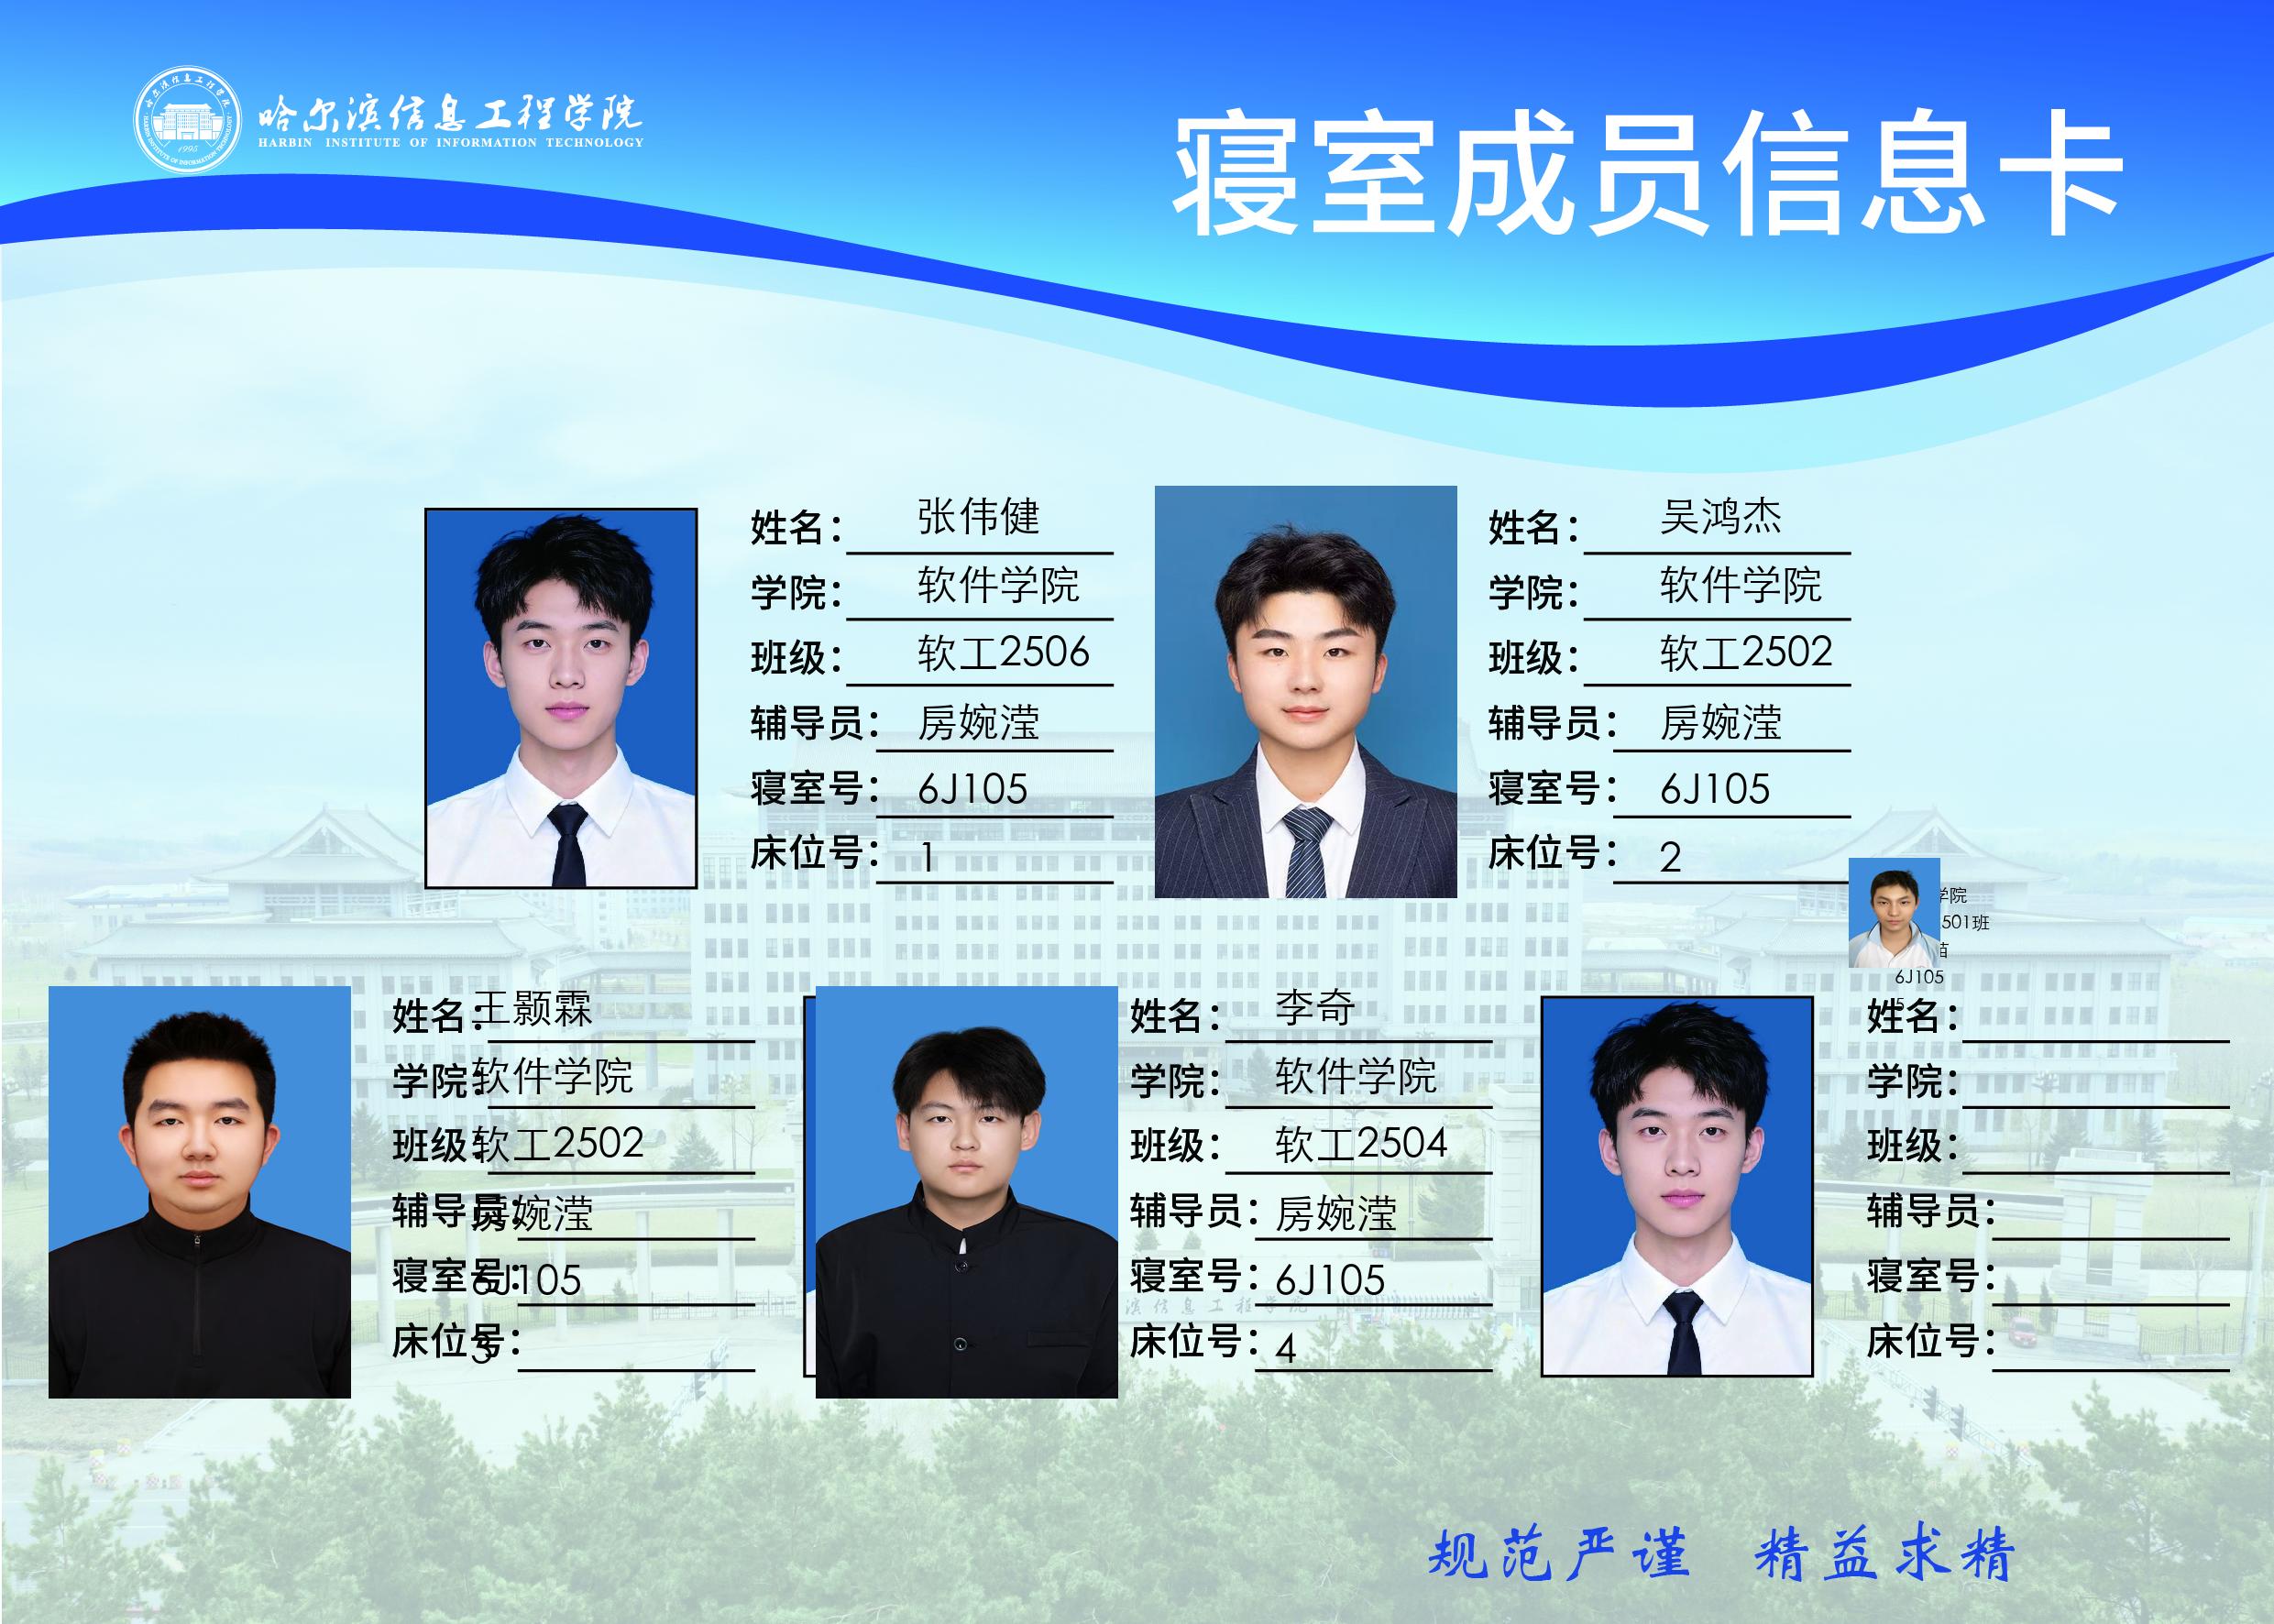 哈尔滨信息工程学院
HARBIN INSTITUTE OF INFORMATION TECHNOLOGY
1995
寝室成员信息卡
姓名：张伟健
学院：软件学院
班级：软工2506
辅导员：房婉滢
寝室号：6J105
床位号：1
姓名：吴鸿杰
学院：软件学院
班级：软工2502
辅导员：房婉滢
寝室号：6J105
床位号：2
学院
501班
6J105
姓名：王颢霖
学院：软件学院
班级：软工2502
辅导员：房婉滢
寝室号：6J105
床位号：3
姓名：李奇
学院：软件学院
班级：软工2504
辅导员：房婉滢
寝室号：6J105
床位号：4
姓名：
学院：
班级：
辅导员：
寝室号：
床位号：
规范严谨 精益求精